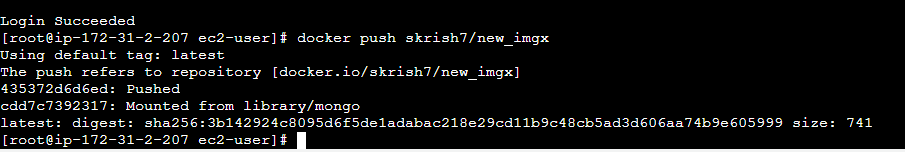 Login Succeeded
[root@ip-172-31-2-207 ec2-user]# docker push skrish7/new_imgx
Using default tag: latest
The push refers to repository [docker.io/skrish7/new_imgx]
435372d6d6ed: Pushed
cdd7c7392317: Mounted from library/mongo
latest: digest: sha256:3b142924c8095d6f5de1adabac218e29cd11b9c48cb5ad3d606aa74b9e605999 size: 741
[root@ip-172-31-2-207 ec2-user]#